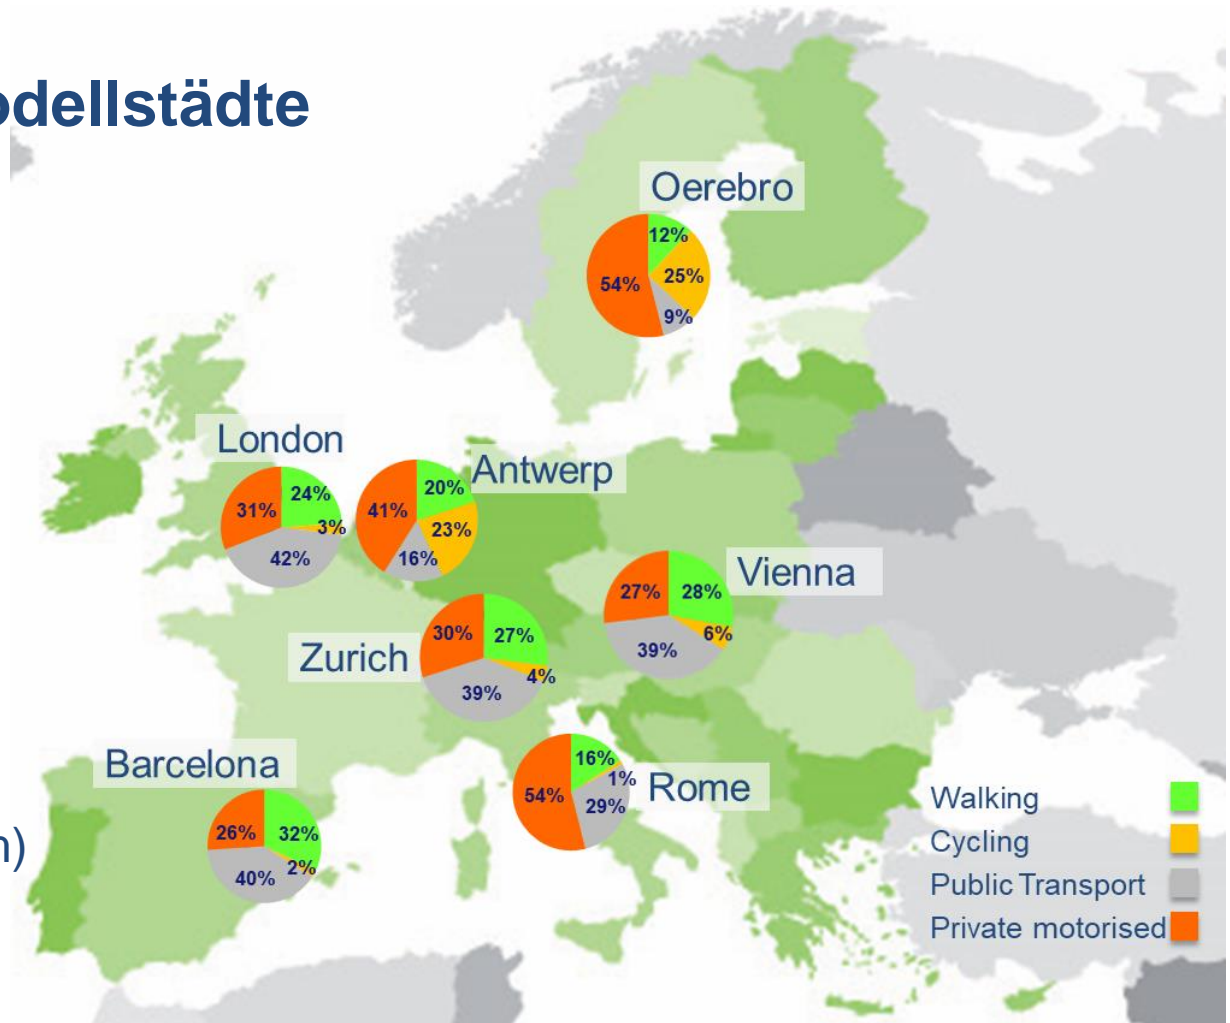 odellstädte
Oerebro
12%
25%
54%
9%
London
24%
31%
3%
42%
Antwerp
20%
41%
23%
16%
Vienna
27%
28%
6%
39%
Zurich
30%
27%
4%
39%
Barcelona
26%
32%
2%
40%
Rome
16%
1%
54%
29%
n)
Walking
Cycling
Public Transport
Private motorised